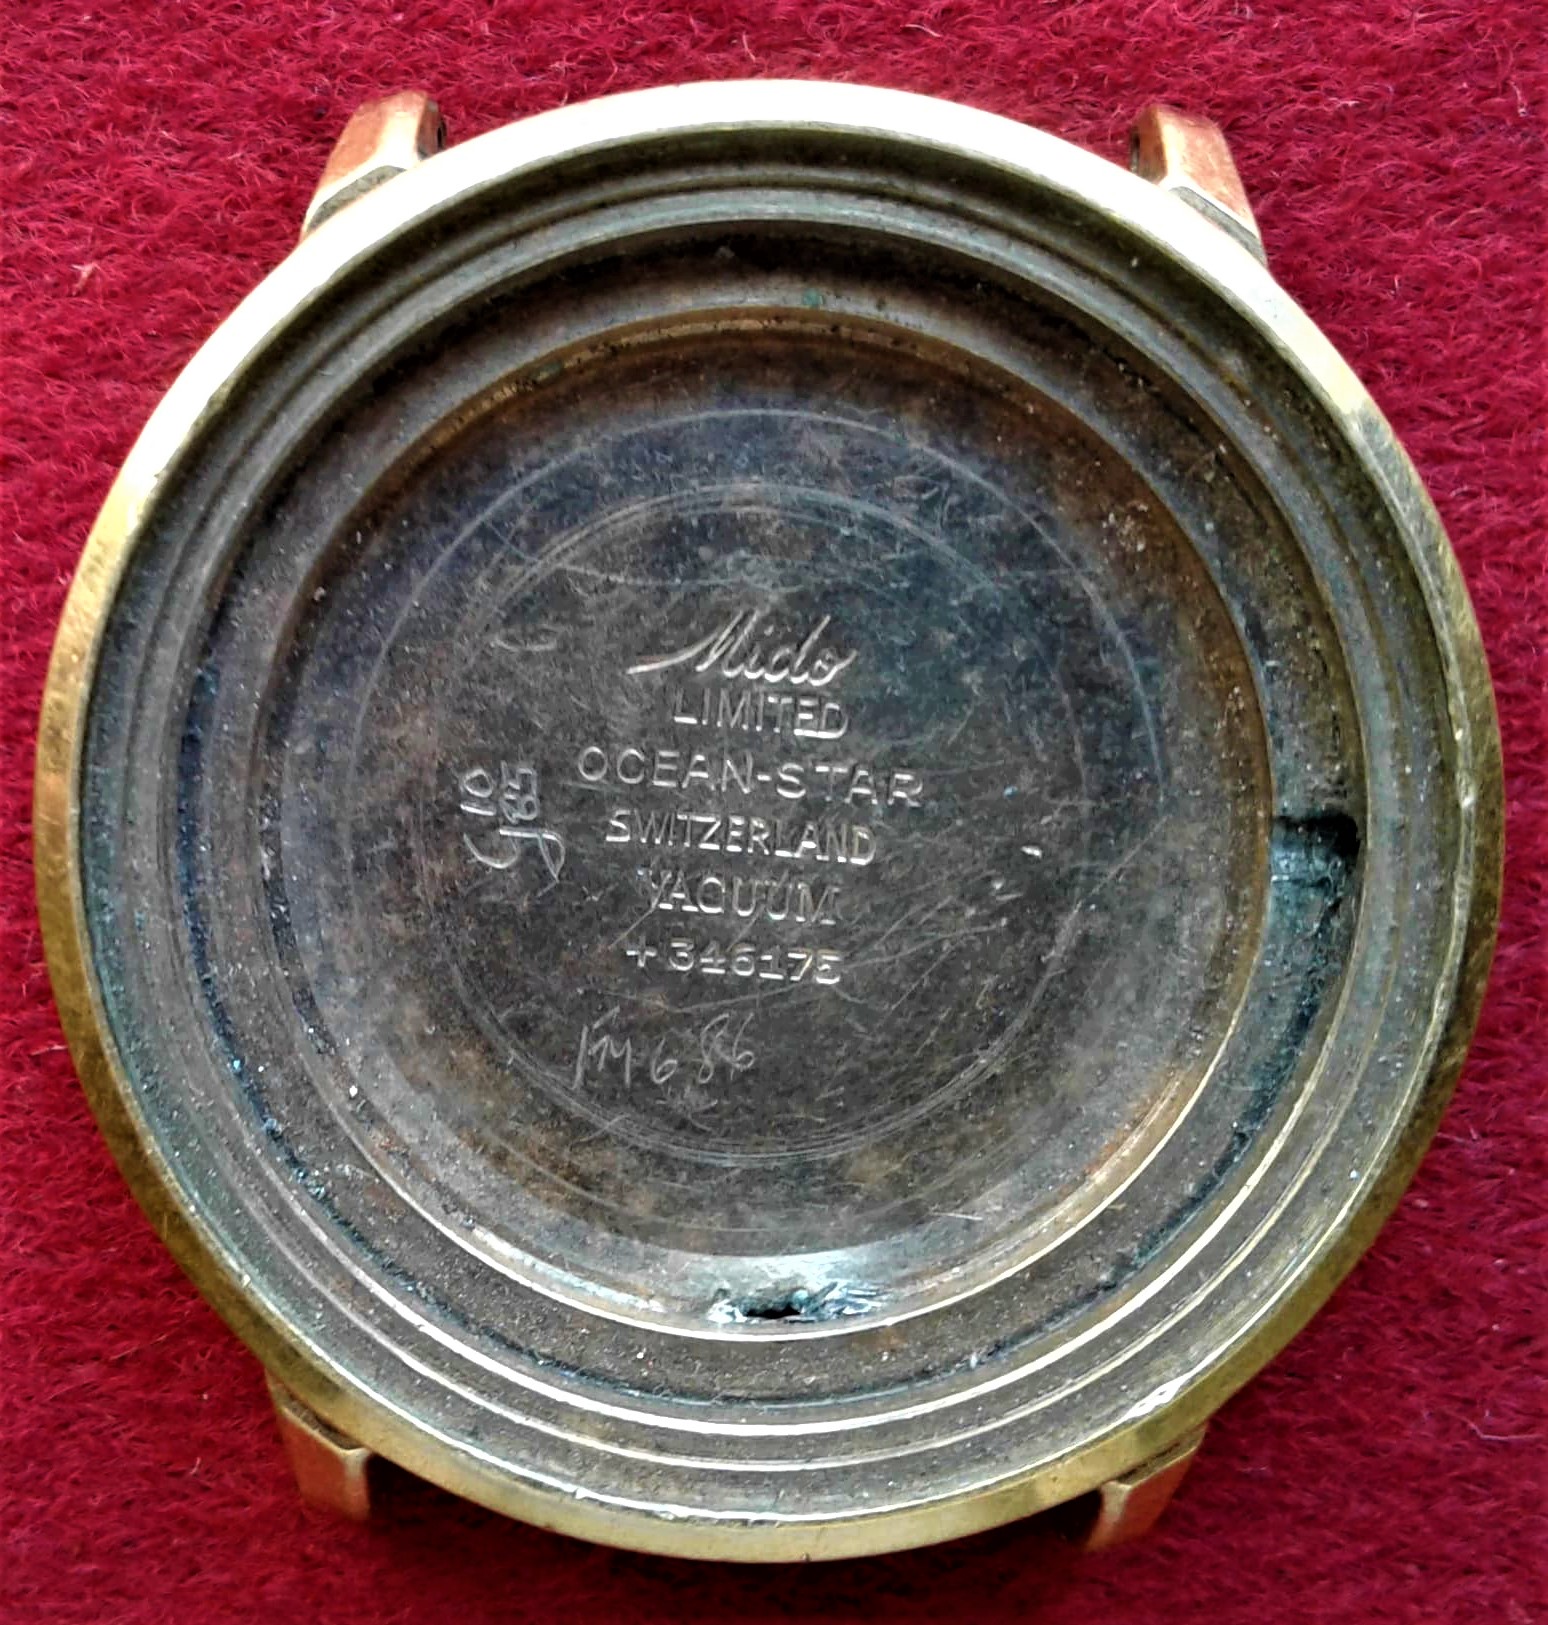 Mido
LIMITED
OCEAN-STAR
SWITZERLAND
VACUUM
+346175